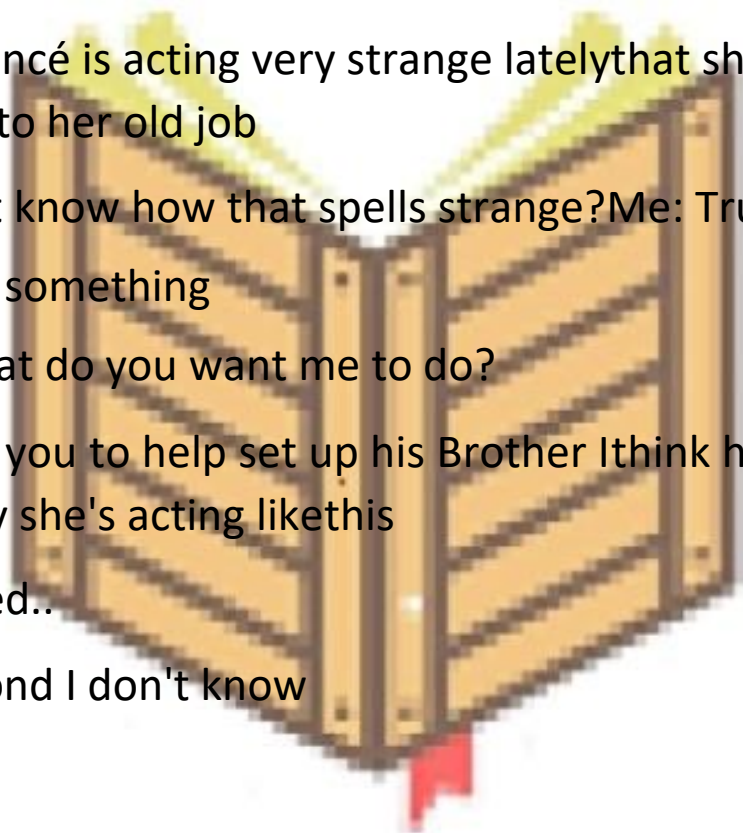 ncé is acting very strange latelythat sh
to her old job
know how that spells strange?Me: Tru
something
at do you want me to do?
you to help set up his Brother Ithink h
she's acting likethis
ed..
ond I don't know